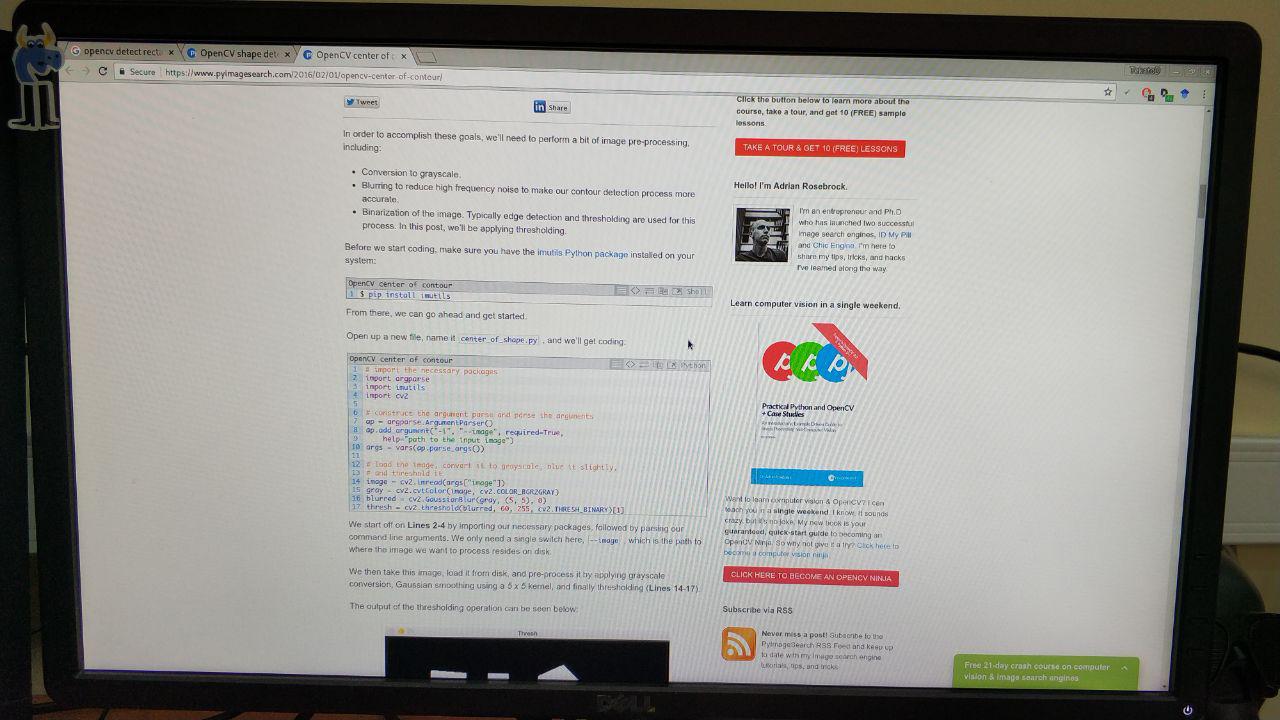 opencv detect recta
OpenCV shape dete
OpenCV center of c
Secure
https://www.pyimagesearch.com/2016/02/01/opencv-center-of-contour/
Tweet
Share
In order to accomplish these goals, we'll need to perform a bit of image pre-processing,
including:
• Conversion to grayscale.
• Blurring to reduce high frequency noise to make our contour detection process more
accurate.
• Binarization of the image. Typically edge detection and thresholding are used for this
process. In this post, we'll be applying thresholding.
Before we start coding, make sure you have the imutils Python package installed on your
system:
OpenCV center of contour
Shell
1 $ pip install imutils
From there, we can go ahead and get started.
Open up a new file, name it center_of_shape.py , and we'll get coding:
OpenCV center of contour
Python
1 # import the necessary packages
2 import argparse
3 import imutils
4 import cv2
5
6 # construct the argument parse and parse the arguments
7 ap = argparse.ArgumentParser()
8 ap.add_argument("-i", "--image", required=True,
9 help="path to the input image")
10 args = vars(ap.parse_args())
11
12 # load the image, convert it to grayscale, blur it slightly,
13 # and threshold it
14 image = cv2.imread(args["image"])
15 gray = cv2.cvtColor(image, cv2.COLOR_BGR2GRAY)
16 blurred = cv2.GaussianBlur(gray, (5, 5), 0)
17 thresh = cv2.threshold(blurred, 60, 255, cv2.THRESH_BINARY)[1]
We start off on Lines 2-4 by importing our necessary packages, followed by parsing our
command line arguments. We only need a single switch here, --image , which is the path to
where the image we want to process resides on disk.
We then take this image, load it from disk, and pre-process it by applying grayscale
conversion, Gaussian smoothing using a 5 x 5 kernel, and finally thresholding (Lines 14-17).
The output of the thresholding operation can be seen below:
Thresh
Click the button below to learn more about the
course, take a tour, and get 10 (FREE) sample
lessons.
TAKE A TOUR & GET 10 (FREE) LESSONS
Hello! I'm Adrian Rosebrock.
I'm an entrepreneur and Ph.D
who has launched two successful
image search engines, ID My Pill
and Chic Engine. I'm here to
share my tips, tricks, and hacks
I've learned along the way.
Learn computer vision in a single weekend.
Practical Python and OpenCV
+ Case Studies
Want to learn computer vision & OpenCV? I can
teach you in a single weekend. I know. It sounds
crazy, but it's no joke. My new book is your
guaranteed, quick-start guide to becoming an
OpenCV Ninja. So why not give it a try? Click here to
become a computer vision ninja.
CLICK HERE TO BECOME AN OPENCV NINJA
Subscribe via RSS
Never miss a post! Subscribe to the
PyImageSearch RSS Feed and keep up
to date with my image search engine
tutorials, tips, and tricks
Free 21-day crash course on computer
vision & image search engines
DELL